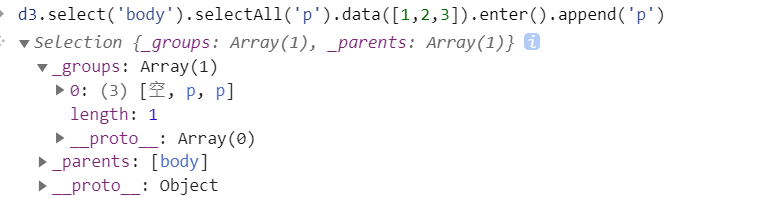 d3.select('body').selectAll('p').data([1,2,3]).enter().append('p')
Selection {_groups: Array(1), _parents: Array(1)} i
_groups: Array(1)
0: (3) [空, p, p]
length: 1
__proto__: Array(0)
_parents: [body]
__proto__: Object